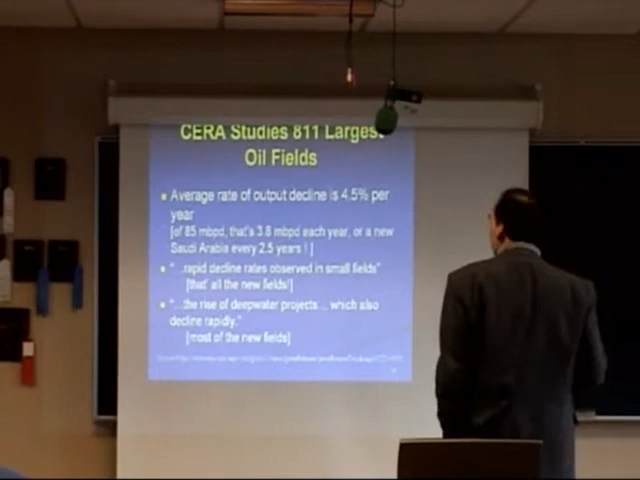 CERA Studies 811 Largest
Oil Fields
Average rate of output decline is 4.5% per
year
[of 85 mbpd, that's 3.8 mbpd each year, or a new
Saudi Arabia every 2.5 years ! ]
"...rapid decline rates observed in small fields"
[that' all the new fields!]
"...the rise of deepwater projects... which also
decline rapidly."
[most of the new fields]